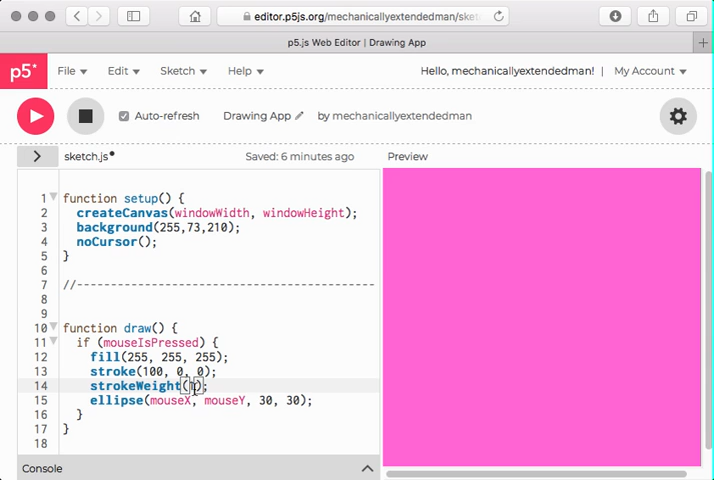 editor.p5js.org/mechanicallyextendedman/sket
p5.js Web Editor | Drawing App
p5* File Edit Sketch Help Hello, mechanicallyextendedman! | My Account
Auto-refresh Drawing App by mechanicallyextendedman
sketch.js Saved: 6 minutes ago Preview
1 function setup() {
2 createCanvas(windowWidth, windowHeight);
3 background(255,73,210);
4 noCursor();
5 }
6
7 //-----------------------------------------
8
9
10 function draw() {
11 if (mouseIsPressed) {
12 fill(255, 255, 255);
13 stroke(100, 0, 0);
14 strokeWeight();
15 ellipse(mouseX, mouseY, 30, 30);
16 }
17 }
18
Console